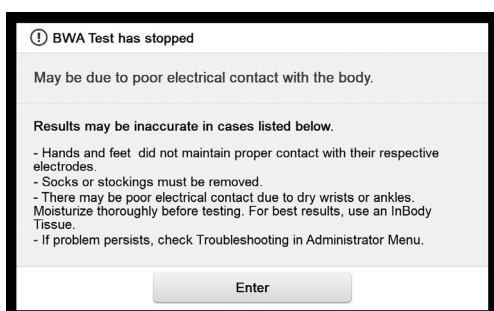 BWA Test has stopped
May be due to poor electrical contact with the body.
Results may be inaccurate in cases listed below.
- Hands and feet did not maintain proper contact with their respective
electrodes.
- Socks or stockings must be removed.
- There may be poor electrical contact due to dry wrists or ankles.
Moisturize thoroughly before testing. For best results, use an InBody
Tissue.
- If problem persists, check Troubleshooting in Administrator Menu.
Enter